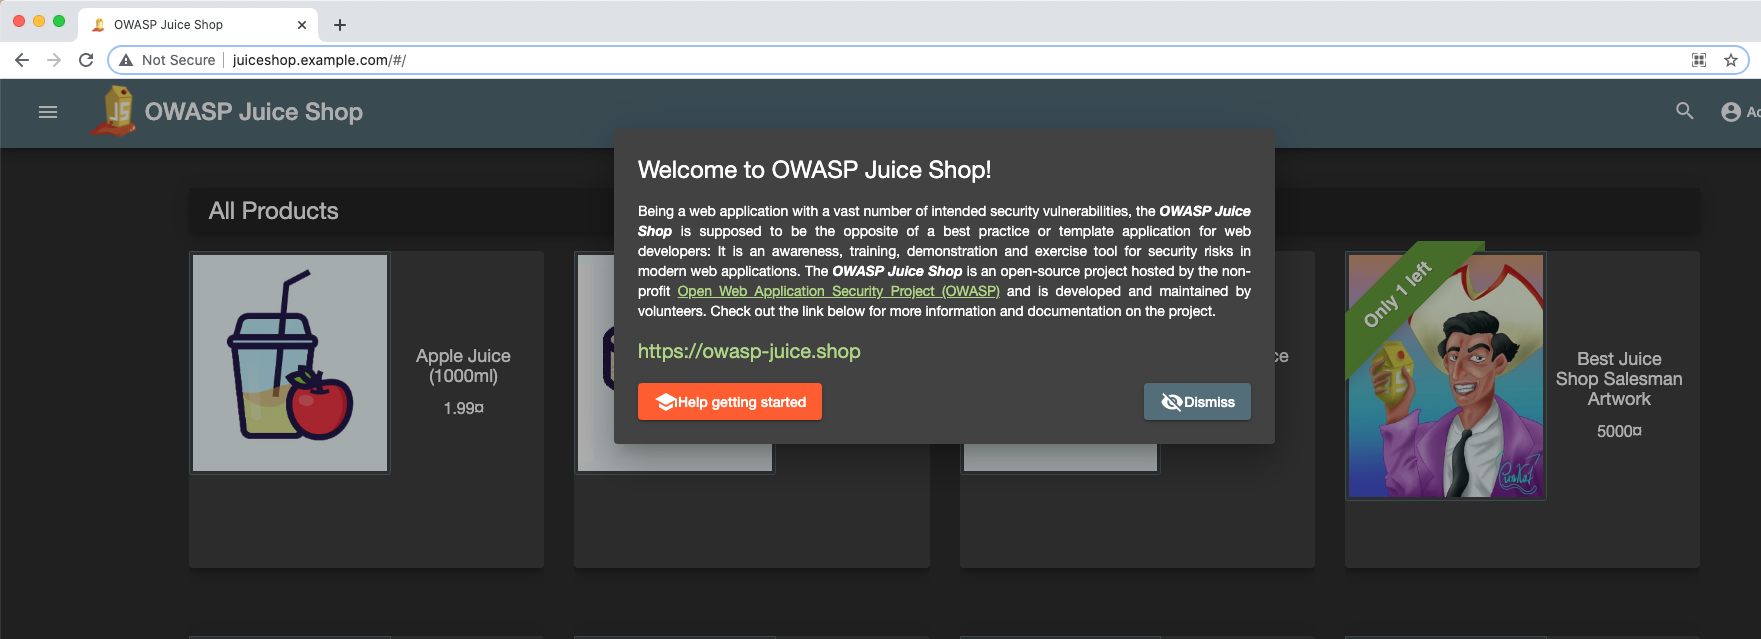 OWASP Juice Shop
Not Secure
juiceshop.example.com/#/
JS
OWASP Juice Shop
Welcome to OWASP Juice Shop!
Being a web application with a vast number of intended security vulnerabilities, the OWASP Juice
Shop is supposed to be the opposite of a best practice or template application for web
developers: It is an awareness, training, demonstration and exercise tool for security risks in
modern web applications. The OWASP Juice Shop is an open-source project hosted by the non-
profit Open Web Application Security Project (OWASP) and is developed and maintained by
volunteers. Check out the link below for more information and documentation on the project.
https://owasp-juice.shop
Help getting started
Dismiss
All Products
Apple Juice
(1000ml)
1.99¤
Only 1 left
Best Juice
Shop Salesman
Artwork
5000¤